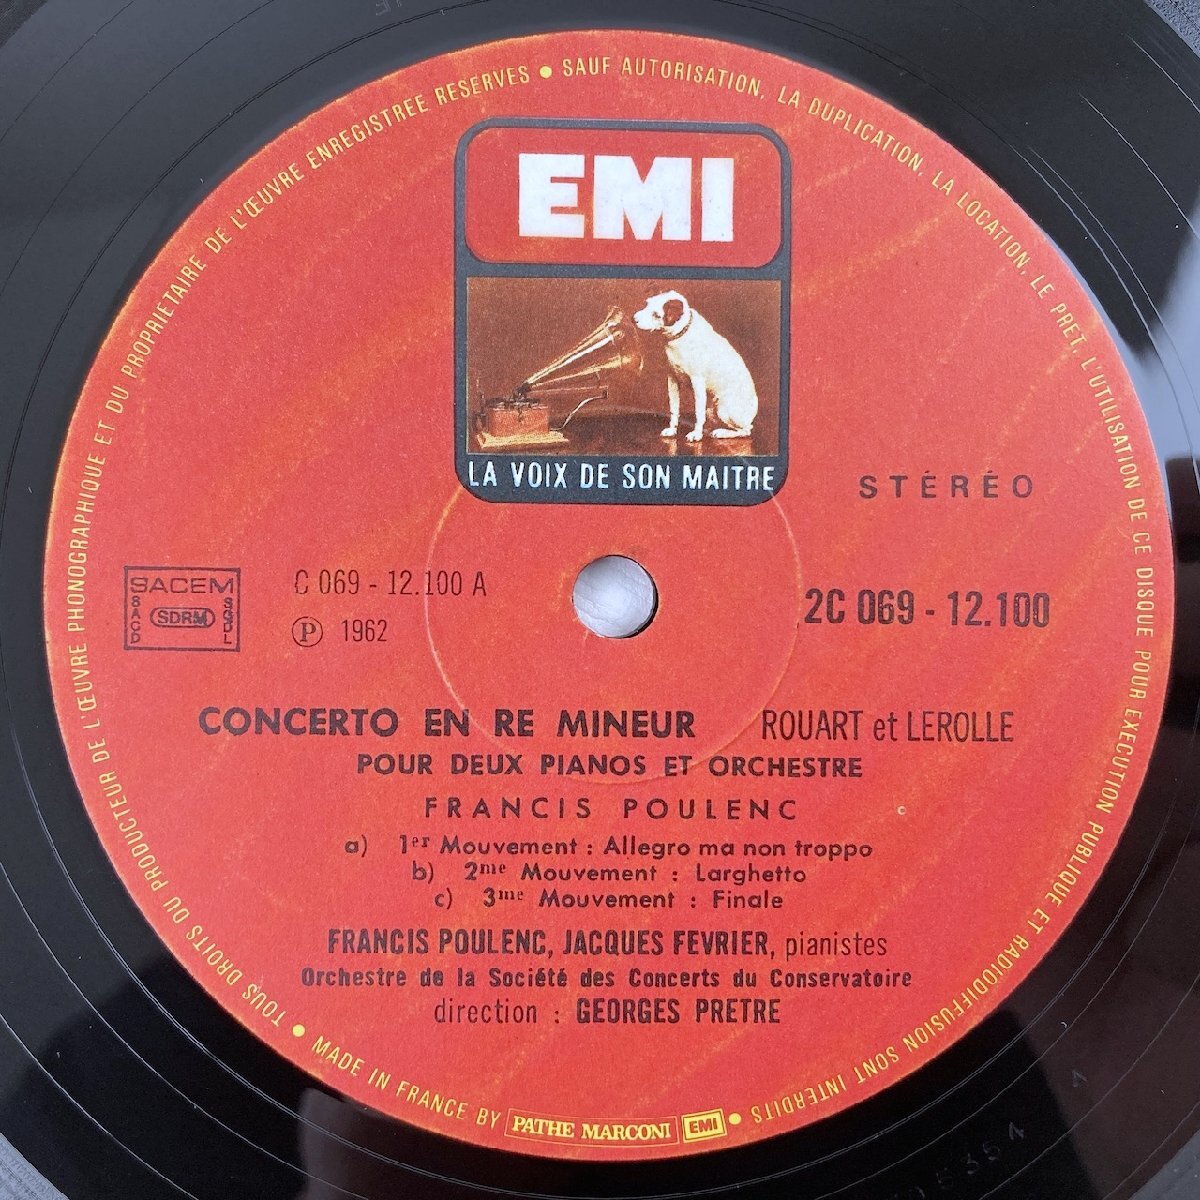 TOUS DROITS DU PRODUCTEUR DE L'ŒUVRE PHONOGRAPHIQUE ET DU PROPRIETAIRE DE L'ŒUVRE ENREGISTREE RESERVES • SAUF AUTORISATION, LA DUPLICATION, LA LOCATION, LE PRET, L'UTILISATION DE CE DISQUE POUR EXECUTION PUBLIQUE ET RADIODIFFUSION SONT INTERDITS •
EMI
LA VOIX DE SON MAITRE
STÉRÉO
SACEM
SACD
SDRM
SGDL
C 069 - 12.100 A
Ⓟ 1962
2C 069 - 12.100
CONCERTO EN RE MINEUR ROUART et LEROLLE
POUR DEUX PIANOS ET ORCHESTRE
FRANCIS POULENC
a) 1er Mouvement : Allegro ma non troppo
b) 2me Mouvement : Larghetto
c) 3me Mouvement : Finale
FRANCIS POULENC, JACQUES FEVRIER, pianistes
Orchestre de la Société des Concerts du Conservatoire
direction : GEORGES PRETRE
• MADE IN FRANCE BY PATHE MARCONI EMI